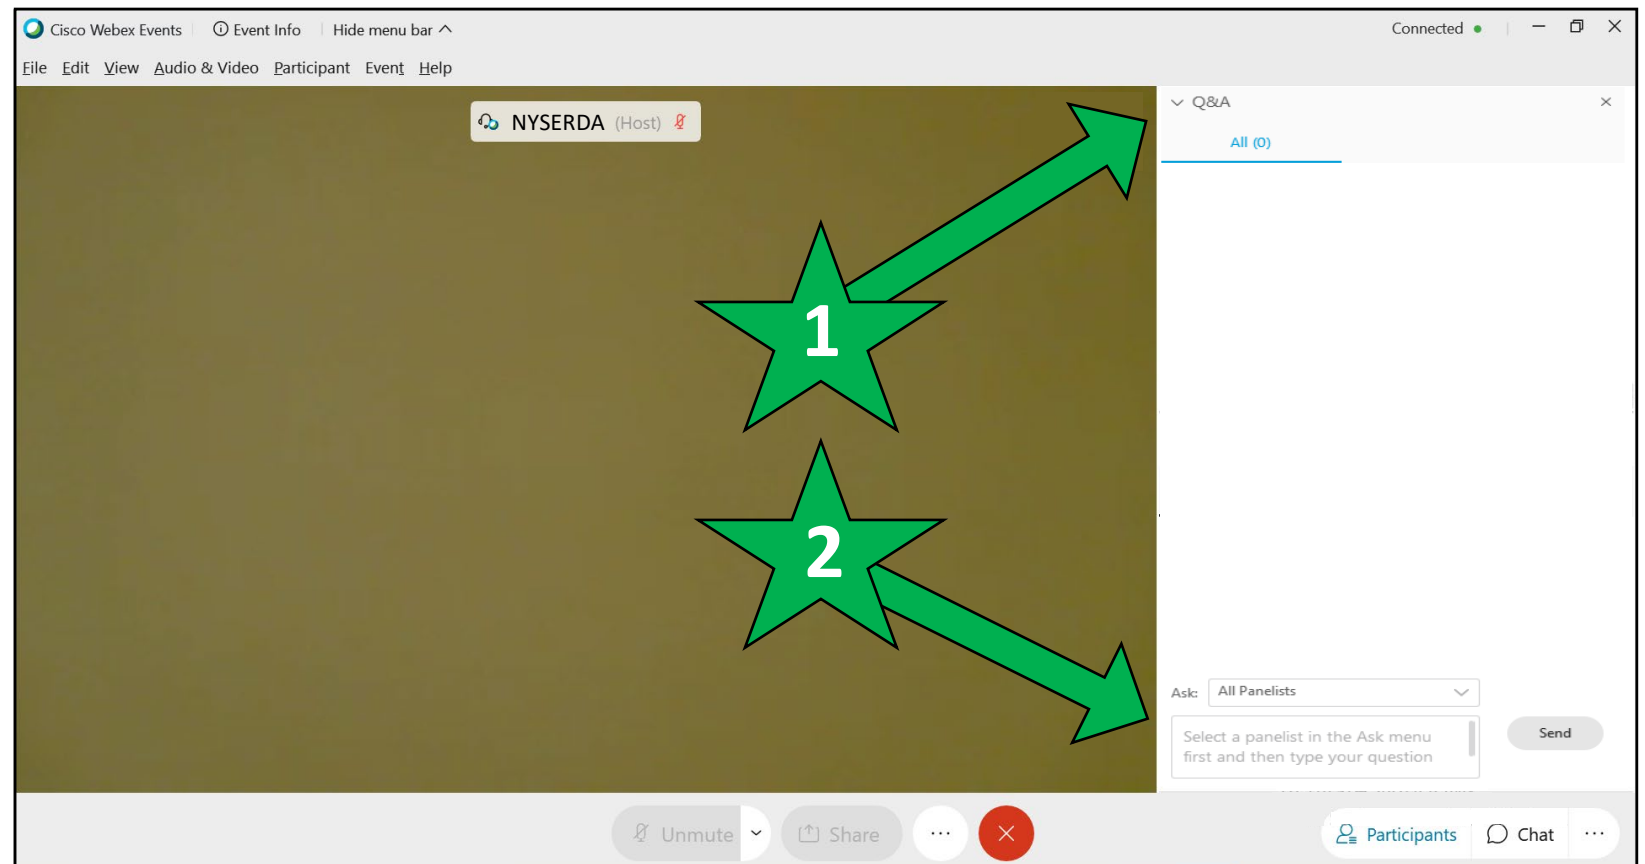 Cisco Webex Events Event Info Hide menu bar Connected
File Edit View Audio & Video Participant Event Help
NYSERDA (Host)
Q&A
All (0)
1
2
Ask: All Panelists
Select a panelist in the Ask menu
first and then type your question
Send
Unmute Share ... Participants Chat ...